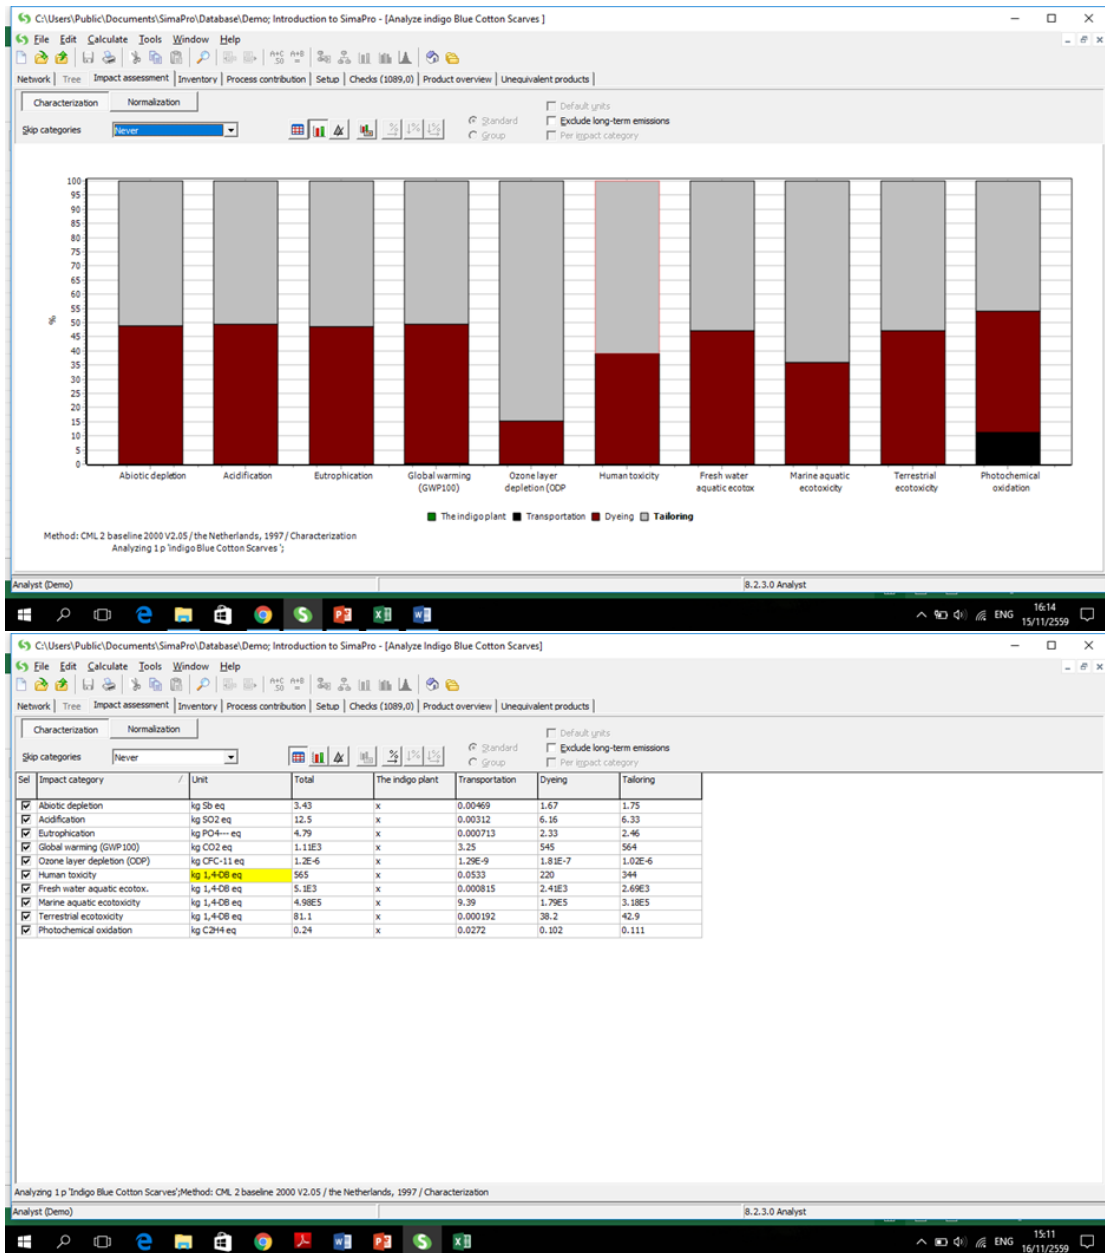 C:\Users\Public\Documents\SimaPro\Database\Demo; Introduction to SimaPro - [Analyze indigo Blue Cotton Scarves ]
File Edit Calculate Tools Window Help
Network Tree Impact assessment Inventory Process contribution Setup Checks (1089,0) Product overview Unequivalent products
Characterization Normalization
Default units
Skip categories Never Standard Exclude long-term emissions
Group Per impact category
100
95
90
85
80
75
70
65
60
55
50
45
40
35
30
25
20
15
10
5
0
%
Abiotic depletion Acidification Eutrophication Global warming (GWP100) Ozone layer depletion (ODP Human toxicity Fresh water aquatic ecotox Marine aquatic ecotoxicity Terrestrial ecotoxicity Photochemical oxidation
The indigo plant Transportation Dyeing Tailoring
Method: CML 2 baseline 2000 V2.05 / the Netherlands, 1997 / Characterization
Analyzing 1 p 'indigo Blue Cotton Scarves ';
Analyst (Demo) 8.2.3.0 Analyst
ENG 16:14
15/11/2559
C:\Users\Public\Documents\SimaPro\Database\Demo; Introduction to SimaPro - [Analyze Indigo Blue Cotton Scarves]
File Edit Calculate Tools Window Help
Network Tree Impact assessment Inventory Process contribution Setup Checks (1089,0) Product overview Unequivalent products
Characterization Normalization
Default units
Skip categories Never Standard Exclude long-term emissions
Group Per impact category
Sel Impact category / Unit Total The indigo plant Transportation Dyeing Tailoring
Abiotic depletion kg Sb eq 3.43 x 0.00469 1.67 1.75
Acidification kg SO2 eq 12.5 x 0.00312 6.16 6.33
Eutrophication kg PO4--- eq 4.79 x 0.000713 2.33 2.46
Global warming (GWP100) kg CO2 eq 1.11E3 x 3.25 545 564
Ozone layer depletion (ODP) kg CFC-11 eq 1.2E-6 x 1.29E-9 1.81E-7 1.02E-6
Human toxicity kg 1,4-DB eq 565 x 0.0533 220 344
Fresh water aquatic ecotox. kg 1,4-DB eq 5.1E3 x 0.000815 2.41E3 2.69E3
Marine aquatic ecotoxicity kg 1,4-DB eq 4.98E5 x 9.39 1.79E5 3.18E5
Terrestrial ecotoxicity kg 1,4-DB eq 81.1 x 0.000192 38.2 42.9
Photochemical oxidation kg C2H4 eq 0.24 x 0.0272 0.102 0.111
Analyzing 1 p 'Indigo Blue Cotton Scarves';Method: CML 2 baseline 2000 V2.05 / the Netherlands, 1997 / Characterization
Analyst (Demo) 8.2.3.0 Analyst
ENG 15:11
16/11/2559